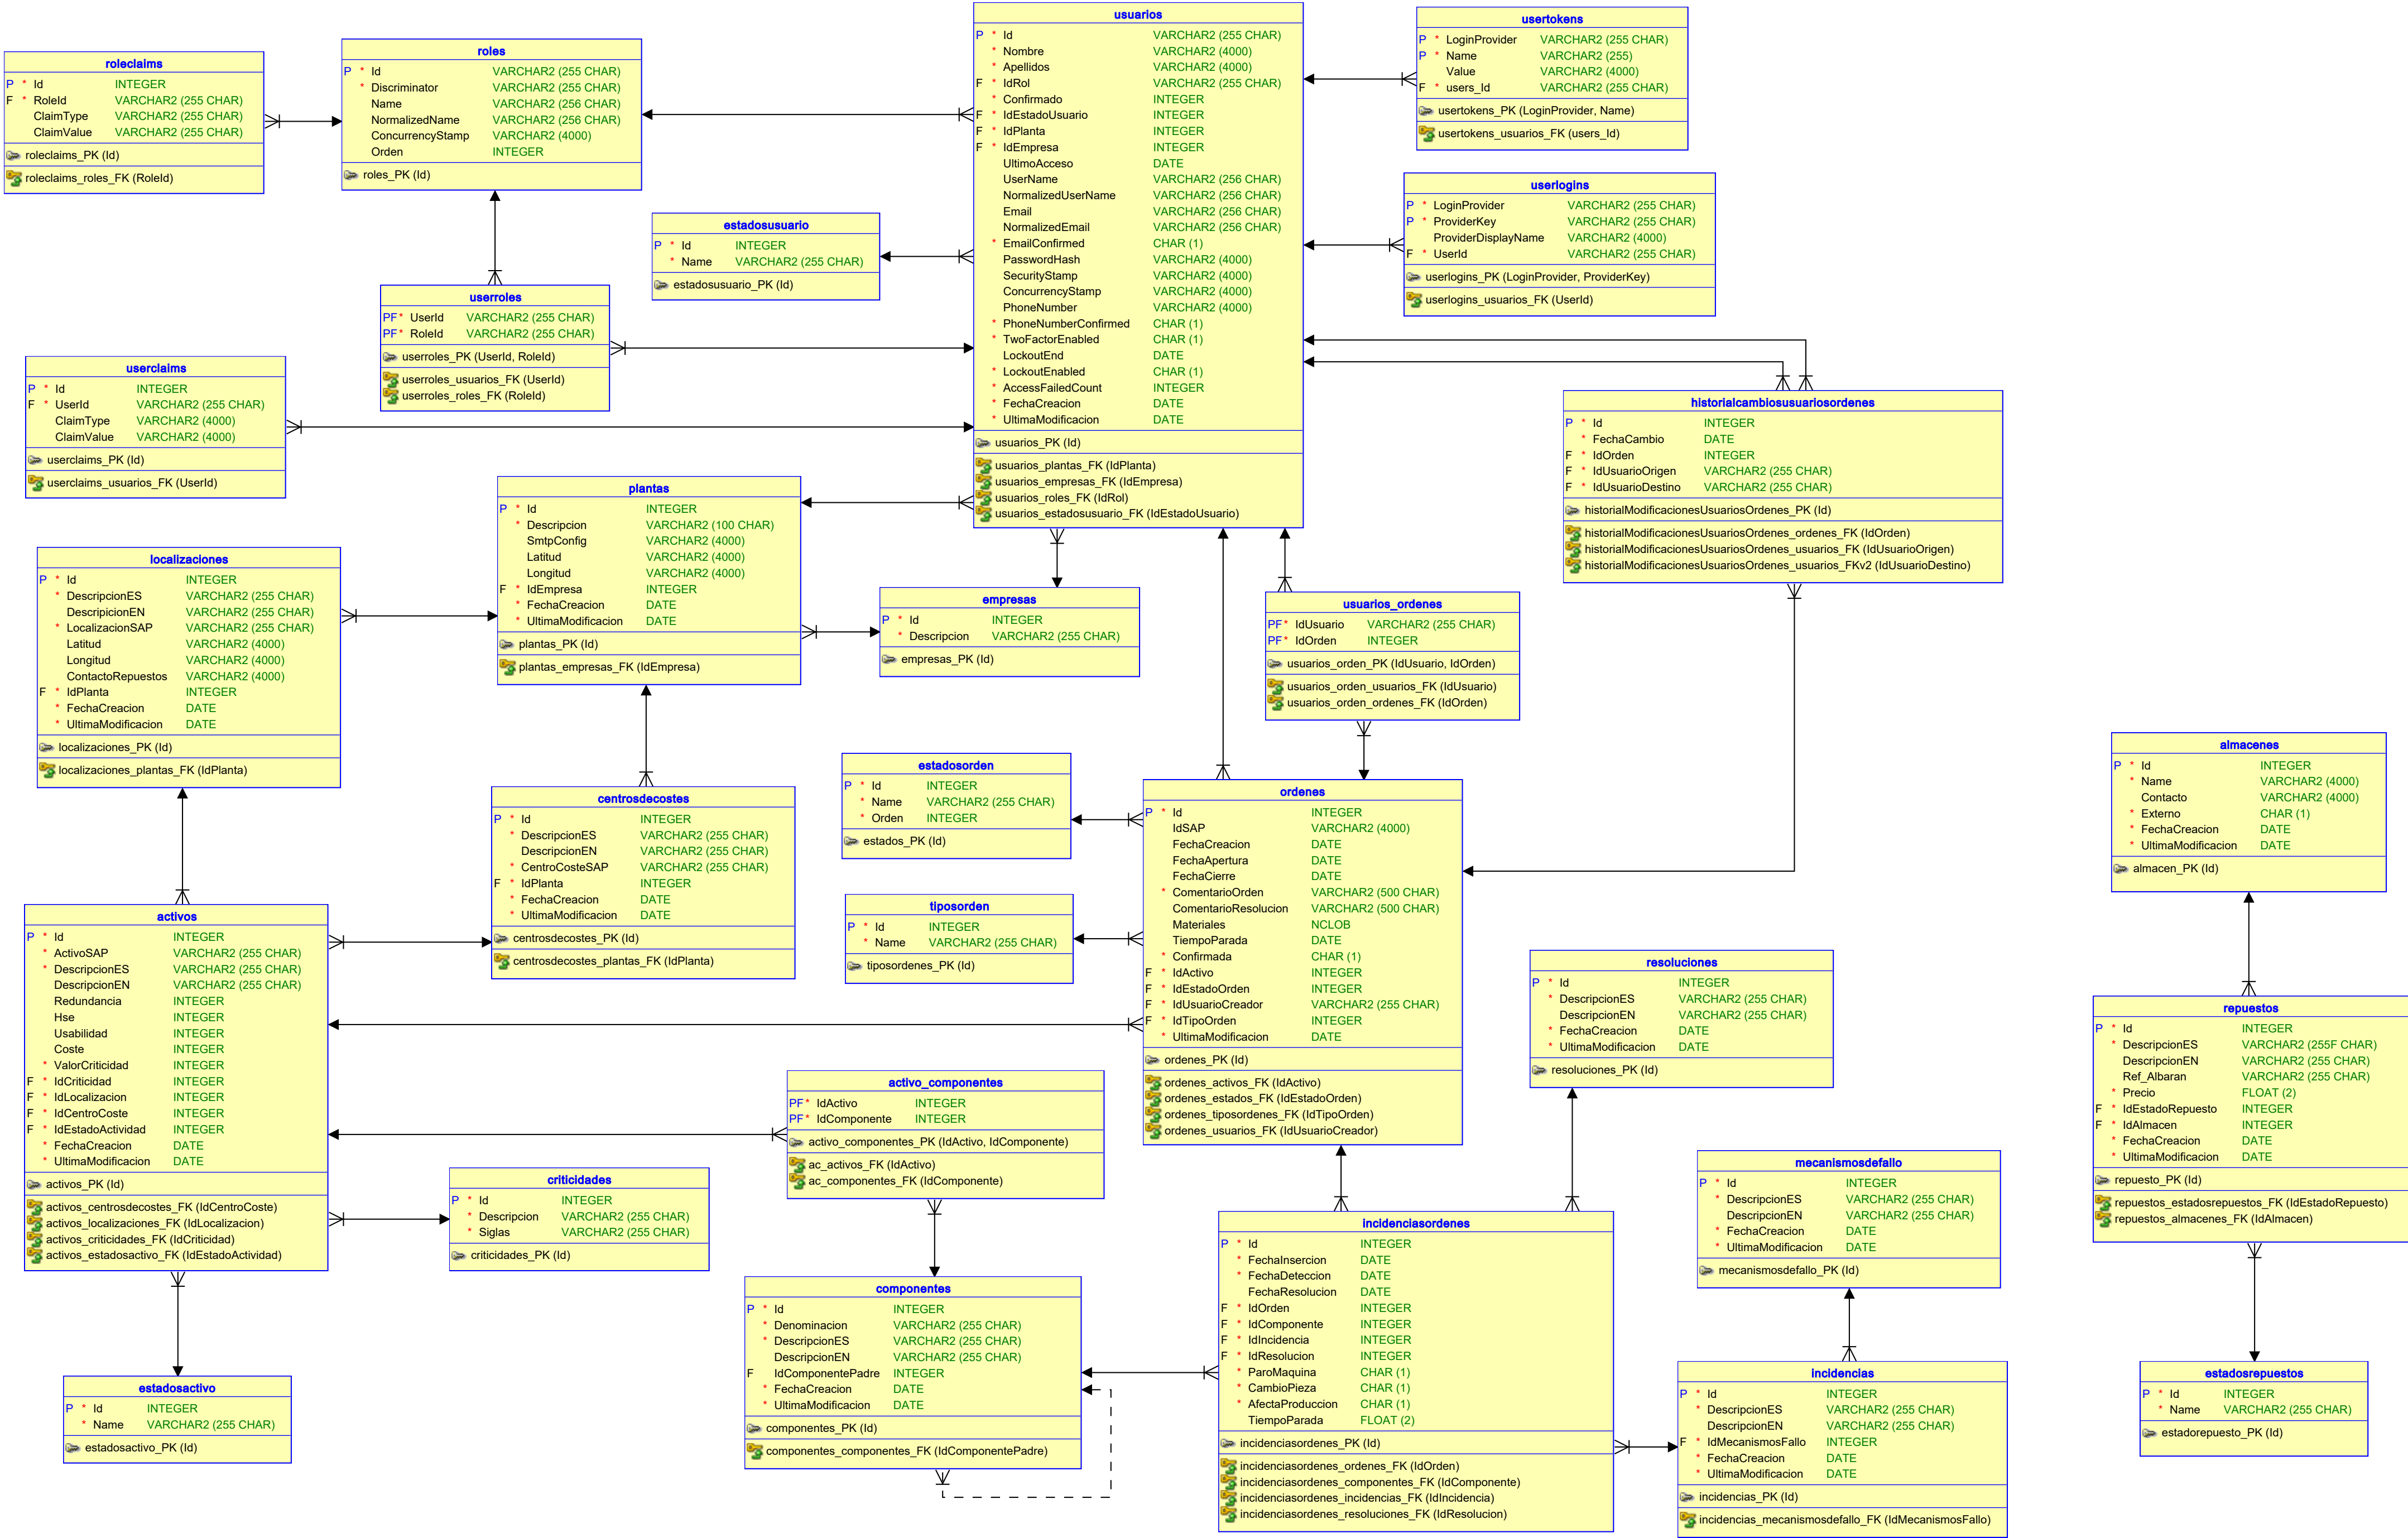 roleclaims
P * Id INTEGER
F * RoleId VARCHAR2 (255 CHAR)
ClaimType VARCHAR2 (255 CHAR)
ClaimValue VARCHAR2 (255 CHAR)
roleclaims_PK (Id)
roleclaims_roles_FK (RoleId)
roles
P * Id VARCHAR2 (255 CHAR)
* Discriminator VARCHAR2 (255 CHAR)
Name VARCHAR2 (256 CHAR)
NormalizedName VARCHAR2 (256 CHAR)
ConcurrencyStamp VARCHAR2 (4000)
Orden INTEGER
roles_PK (Id)
usuarios
P * Id VARCHAR2 (255 CHAR)
* Nombre VARCHAR2 (4000)
* Apellidos VARCHAR2 (4000)
F * IdRol VARCHAR2 (255 CHAR)
* Confirmado INTEGER
F * IdEstadoUsuario INTEGER
F * IdPlanta INTEGER
F * IdEmpresa INTEGER
UltimoAcceso DATE
UserName VARCHAR2 (256 CHAR)
NormalizedUserName VARCHAR2 (256 CHAR)
Email VARCHAR2 (256 CHAR)
NormalizedEmail VARCHAR2 (256 CHAR)
* EmailConfirmed CHAR (1)
PasswordHash VARCHAR2 (4000)
SecurityStamp VARCHAR2 (4000)
ConcurrencyStamp VARCHAR2 (4000)
PhoneNumber VARCHAR2 (4000)
* PhoneNumberConfirmed CHAR (1)
* TwoFactorEnabled CHAR (1)
LockoutEnd DATE
* LockoutEnabled CHAR (1)
* AccessFailedCount INTEGER
* FechaCreacion DATE
* UltimaModificacion DATE
usuarios_PK (Id)
usuarios_plantas_FK (IdPlanta)
usuarios_empresas_FK (IdEmpresa)
usuarios_roles_FK (IdRol)
usuarios_estadosusuario_FK (IdEstadoUsuario)
usertokens
P * LoginProvider VARCHAR2 (255 CHAR)
P * Name VARCHAR2 (255)
Value VARCHAR2 (4000)
F * users_Id VARCHAR2 (255 CHAR)
usertokens_PK (LoginProvider, Name)
usertokens_usuarios_FK (users_Id)
userlogins
P * LoginProvider VARCHAR2 (255 CHAR)
P * ProviderKey VARCHAR2 (255 CHAR)
ProviderDisplayName VARCHAR2 (4000)
F * UserId VARCHAR2 (255 CHAR)
userlogins_PK (LoginProvider, ProviderKey)
userlogins_usuarios_FK (UserId)
estadosusuario
P * Id INTEGER
* Name VARCHAR2 (255 CHAR)
estadosusuario_PK (Id)
userroles
PF * UserId VARCHAR2 (255 CHAR)
PF * RoleId VARCHAR2 (255 CHAR)
userroles_PK (UserId, RoleId)
userroles_usuarios_FK (UserId)
userroles_roles_FK (RoleId)
userclaims
P * Id INTEGER
F * UserId VARCHAR2 (255 CHAR)
ClaimType VARCHAR2 (4000)
ClaimValue VARCHAR2 (4000)
userclaims_PK (Id)
userclaims_usuarios_FK (UserId)
historialcambiosusuariosordenes
P * Id INTEGER
* FechaCambio DATE
F * IdOrden INTEGER
F * IdUsuarioOrigen VARCHAR2 (255 CHAR)
F * IdUsuarioDestino VARCHAR2 (255 CHAR)
historialModificacionesUsuariosOrdenes_PK (Id)
historialModificacionesUsuariosOrdenes_ordenes_FK (IdOrden)
historialModificacionesUsuariosOrdenes_usuarios_FK (IdUsuarioOrigen)
historialModificacionesUsuariosOrdenes_usuarios_FKv2 (IdUsuarioDestino)
plantas
P * Id INTEGER
* Descripcion VARCHAR2 (100 CHAR)
SmtpConfig VARCHAR2 (4000)
Latitud VARCHAR2 (4000)
Longitud VARCHAR2 (4000)
F * IdEmpresa INTEGER
* FechaCreacion DATE
* UltimaModificacion DATE
plantas_PK (Id)
plantas_empresas_FK (IdEmpresa)
localizaciones
P * Id INTEGER
* DescripcionES VARCHAR2 (255 CHAR)
DescripicionEN VARCHAR2 (255 CHAR)
* LocalizacionSAP VARCHAR2 (255 CHAR)
Latitud VARCHAR2 (4000)
Longitud VARCHAR2 (4000)
ContactoRepuestos VARCHAR2 (4000)
F * IdPlanta INTEGER
* FechaCreacion DATE
* UltimaModificacion DATE
localizaciones_PK (Id)
localizaciones_plantas_FK (IdPlanta)
empresas
P * Id INTEGER
* Descripcion VARCHAR2 (255 CHAR)
empresas_PK (Id)
usuarios_ordenes
PF * IdUsuario VARCHAR2 (255 CHAR)
PF * IdOrden INTEGER
usuarios_orden_PK (IdUsuario, IdOrden)
usuarios_orden_usuarios_FK (IdUsuario)
usuarios_orden_ordenes_FK (IdOrden)
almacenes
P * Id INTEGER
* Name VARCHAR2 (4000)
Contacto VARCHAR2 (4000)
* Externo CHAR (1)
* FechaCreacion DATE
* UltimaModificacion DATE
almacen_PK (Id)
estadosorden
P * Id INTEGER
* Name VARCHAR2 (255 CHAR)
* Orden INTEGER
estados_PK (Id)
centrosdecostes
P * Id INTEGER
* DescripcionES VARCHAR2 (255 CHAR)
DescripcionEN VARCHAR2 (255 CHAR)
* CentroCosteSAP VARCHAR2 (255 CHAR)
F * IdPlanta INTEGER
* FechaCreacion DATE
* UltimaModificacion DATE
centrosdecostes_PK (Id)
centrosdecostes_plantas_FK (IdPlanta)
ordenes
P * Id INTEGER
IdSAP VARCHAR2 (4000)
FechaCreacion DATE
FechaApertura DATE
FechaCierre DATE
* ComentarioOrden VARCHAR2 (500 CHAR)
ComentarioResolucion VARCHAR2 (500 CHAR)
Materiales NCLOB
TiempoParada DATE
* Confirmada CHAR (1)
F * IdActivo INTEGER
F * IdEstadoOrden INTEGER
F * IdUsuarioCreador VARCHAR2 (255 CHAR)
F * IdTipoOrden INTEGER
* UltimaModificacion DATE
ordenes_PK (Id)
ordenes_activos_FK (IdActivo)
ordenes_estados_FK (IdEstadoOrden)
ordenes_tiposordenes_FK (IdTipoOrden)
ordenes_usuarios_FK (IdUsuarioCreador)
tiposorden
P * Id INTEGER
* Name VARCHAR2 (255 CHAR)
tiposordenes_PK (Id)
activos
P * Id INTEGER
* ActivoSAP VARCHAR2 (255 CHAR)
* DescripcionES VARCHAR2 (255 CHAR)
DescripcionEN VARCHAR2 (255 CHAR)
Redundancia INTEGER
Hse INTEGER
Usabilidad INTEGER
Coste INTEGER
* ValorCriticidad INTEGER
F * IdCriticidad INTEGER
F * IdLocalizacion INTEGER
F * IdCentroCoste INTEGER
F * IdEstadoActividad INTEGER
* FechaCreacion DATE
* UltimaModificacion DATE
activos_PK (Id)
activos_centrosdecostes_FK (IdCentroCoste)
activos_localizaciones_FK (IdLocalizacion)
activos_criticidades_FK (IdCriticidad)
activos_estadosactivo_FK (IdEstadoActividad)
resoluciones
P * Id INTEGER
* DescripcionES VARCHAR2 (255 CHAR)
DescripcionEN VARCHAR2 (255 CHAR)
* FechaCreacion DATE
* UltimaModificacion DATE
resoluciones_PK (Id)
repuestos
P * Id INTEGER
* DescripcionES VARCHAR2 (255F CHAR)
DescripcionEN VARCHAR2 (255 CHAR)
Ref_Albaran VARCHAR2 (255 CHAR)
* Precio FLOAT (2)
F * IdEstadoRepuesto INTEGER
F * IdAlmacen INTEGER
* FechaCreacion DATE
* UltimaModificacion DATE
repuesto_PK (Id)
repuestos_estadosrepuestos_FK (IdEstadoRepuesto)
repuestos_almacenes_FK (IdAlmacen)
activo_componentes
PF * IdActivo INTEGER
PF * IdComponente INTEGER
activo_componentes_PK (IdActivo, IdComponente)
ac_activos_FK (IdActivo)
ac_componentes_FK (IdComponente)
criticidades
P * Id INTEGER
* Descripcion VARCHAR2 (255 CHAR)
* Siglas VARCHAR2 (255 CHAR)
criticidades_PK (Id)
mecanismosdefallo
P * Id INTEGER
* DescripcionES VARCHAR2 (255 CHAR)
DescripcionEN VARCHAR2 (255 CHAR)
* FechaCreacion DATE
* UltimaModificacion DATE
mecanismosdefallo_PK (Id)
incidenciasordenes
P * Id INTEGER
* FechaInsercion DATE
* FechaDeteccion DATE
FechaResolucion DATE
F * IdOrden INTEGER
F * IdComponente INTEGER
F * IdIncidencia INTEGER
F * IdResolucion INTEGER
* ParoMaquina CHAR (1)
* CambioPieza CHAR (1)
* AfectaProduccion CHAR (1)
TiempoParada FLOAT (2)
incidenciasordenes_PK (Id)
incidenciasordenes_ordenes_FK (IdOrden)
incidenciasordenes_componentes_FK (IdComponente)
incidenciasordenes_incidencias_FK (IdIncidencia)
incidenciasordenes_resoluciones_FK (IdResolucion)
componentes
P * Id INTEGER
* Denominacion VARCHAR2 (255 CHAR)
* DescripcionES VARCHAR2 (255 CHAR)
DescripcionEN VARCHAR2 (255 CHAR)
F IdComponentePadre INTEGER
* FechaCreacion DATE
* UltimaModificacion DATE
componentes_PK (Id)
componentes_componentes_FK (IdComponentePadre)
estadosactivo
P * Id INTEGER
* Name VARCHAR2 (255 CHAR)
estadosactivo_PK (Id)
incidencias
P * Id INTEGER
* DescripcionES VARCHAR2 (255 CHAR)
DescripcionEN VARCHAR2 (255 CHAR)
F * IdMecanismosFallo INTEGER
* FechaCreacion DATE
* UltimaModificacion DATE
incidencias_PK (Id)
incidencias_mecanismosdefallo_FK (IdMecanismosFallo)
estadosrepuestos
P * Id INTEGER
* Name VARCHAR2 (255 CHAR)
estadorepuesto_PK (Id)